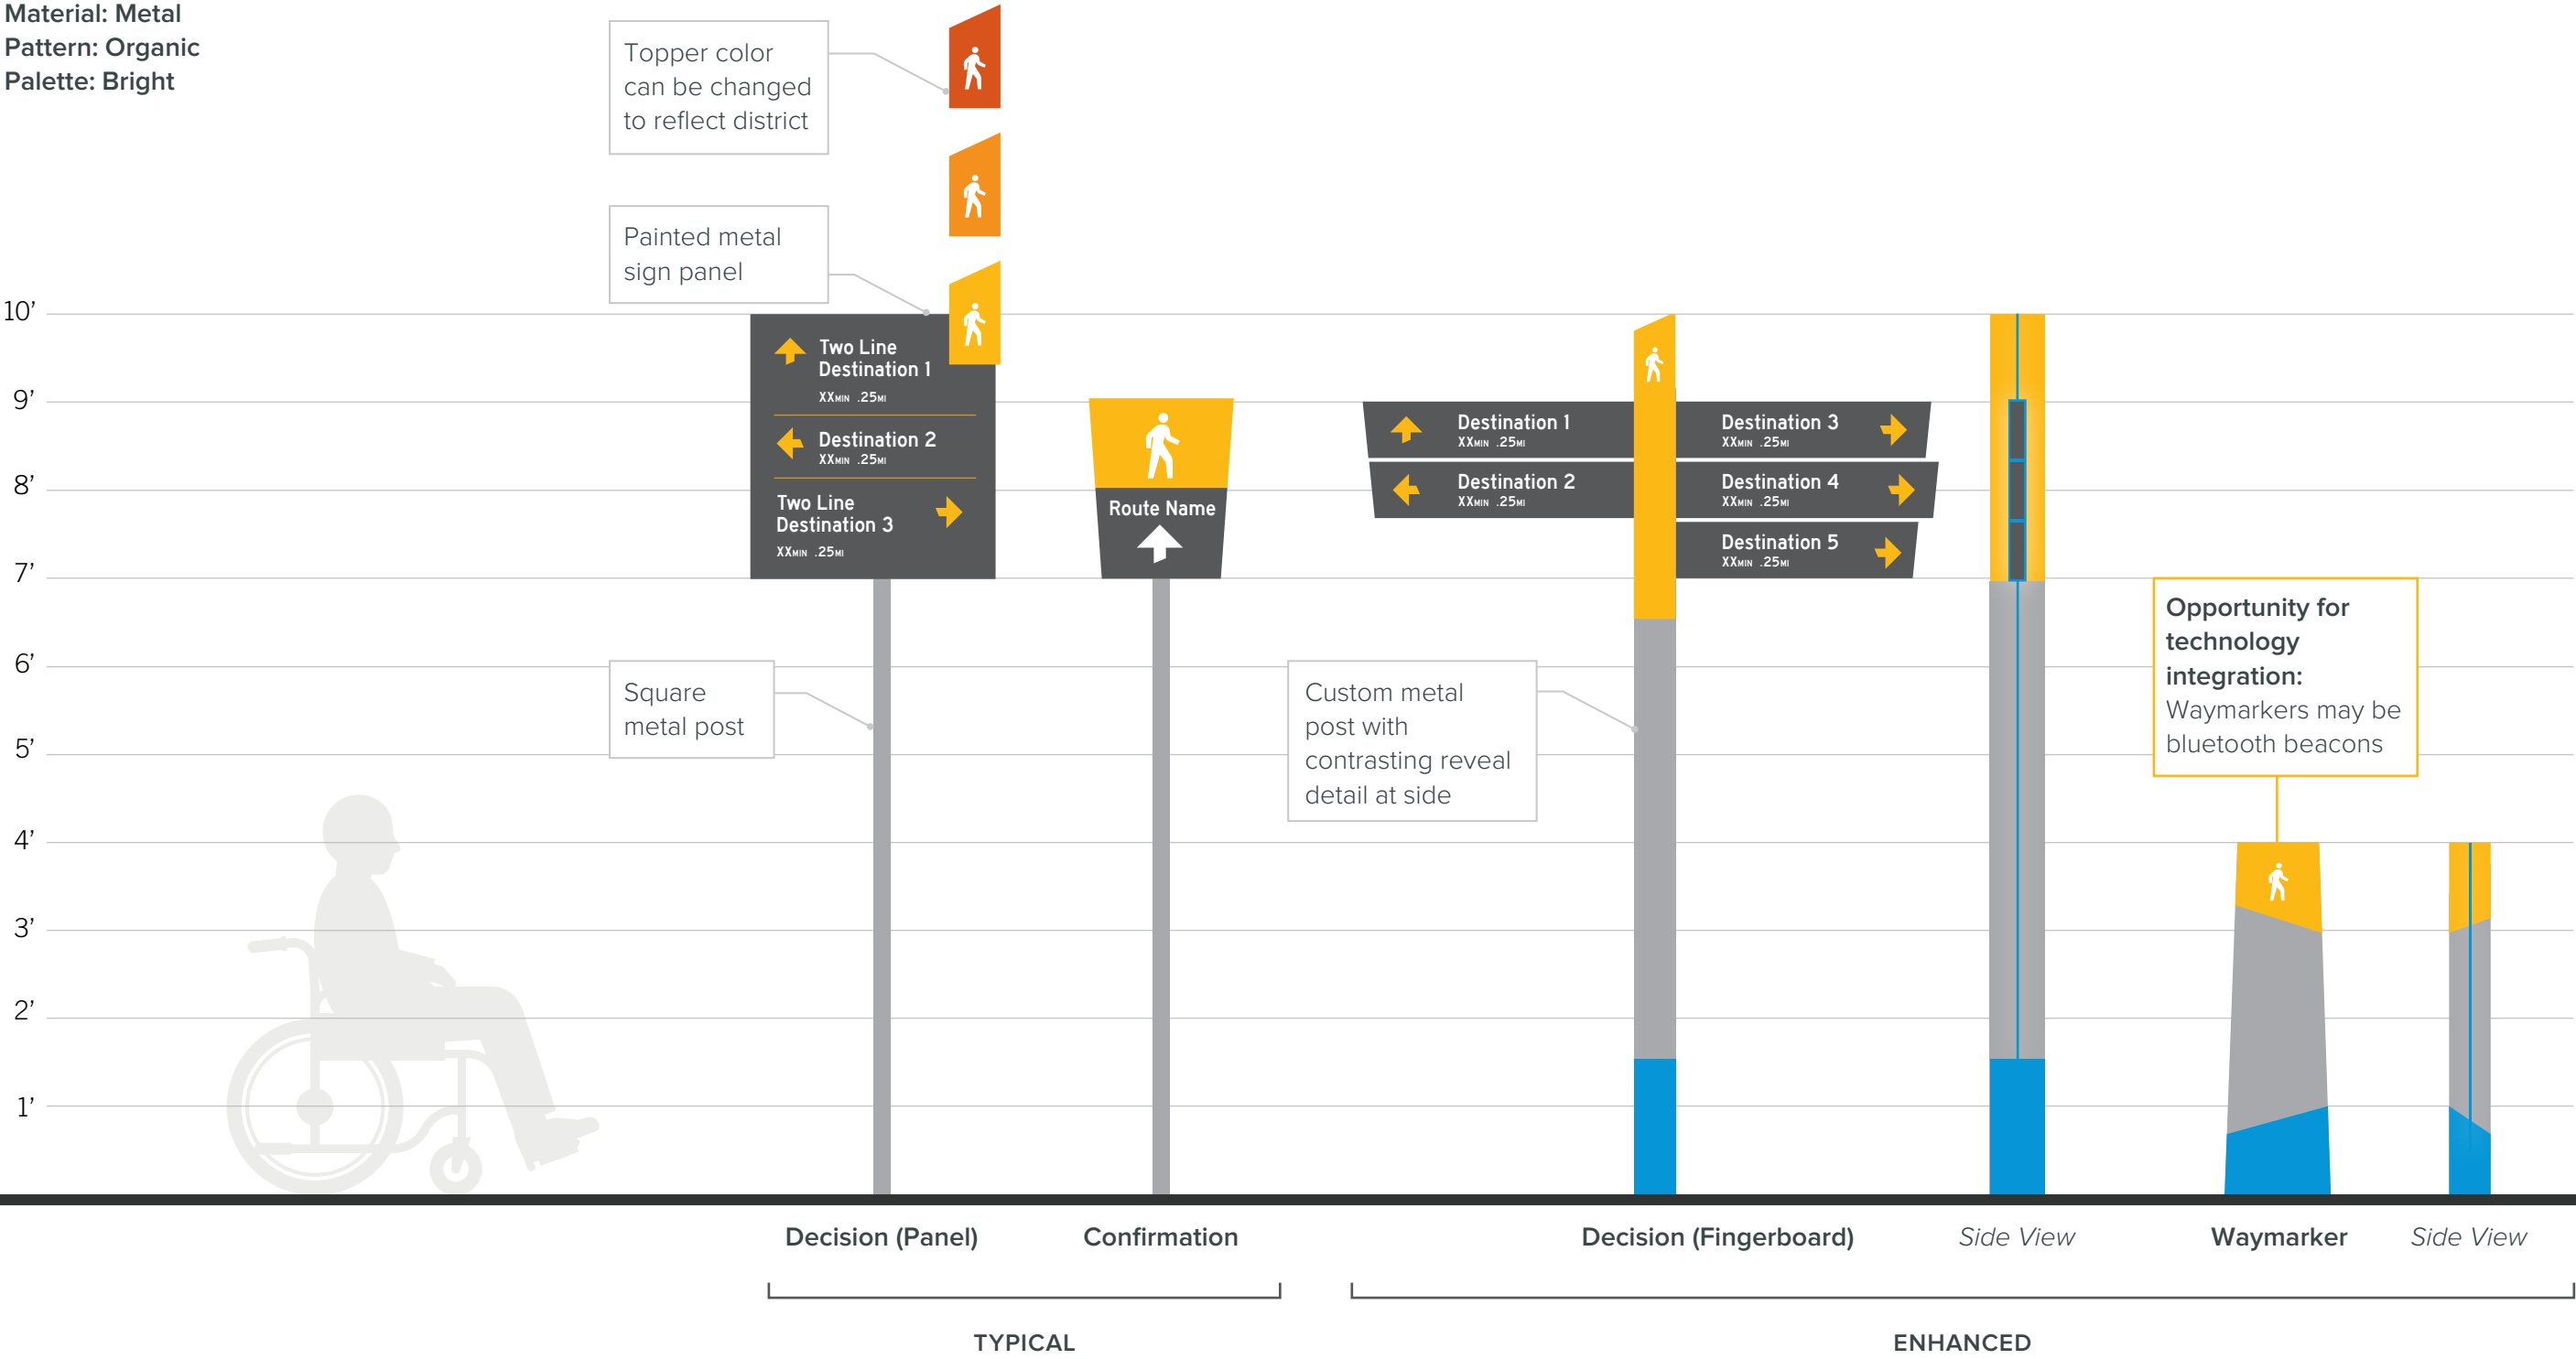 Material: Metal
Pattern: Organic
Palette: Bright
Topper color
can be changed
to reflect district
Painted metal
sign panel
10’
9’
8’
7’
6’
5’
4’
3’
2’
1’
Two Line
Destination 1
XXMIN .25MI
Destination 2
XXMIN .25MI
Two Line
Destination 3
XXMIN .25MI
Route Name
Destination 1
XXMIN .25MI
Destination 2
XXMIN .25MI
Destination 3
XXMIN .25MI
Destination 4
XXMIN .25MI
Destination 5
XXMIN .25MI
Square
metal post
Custom metal
post with
contrasting reveal
detail at side
Opportunity for
technology
integration:
Waymarkers may be
bluetooth beacons
Decision (Panel)
Confirmation
Decision (Fingerboard)
Side View
Waymarker
Side View
TYPICAL
ENHANCED